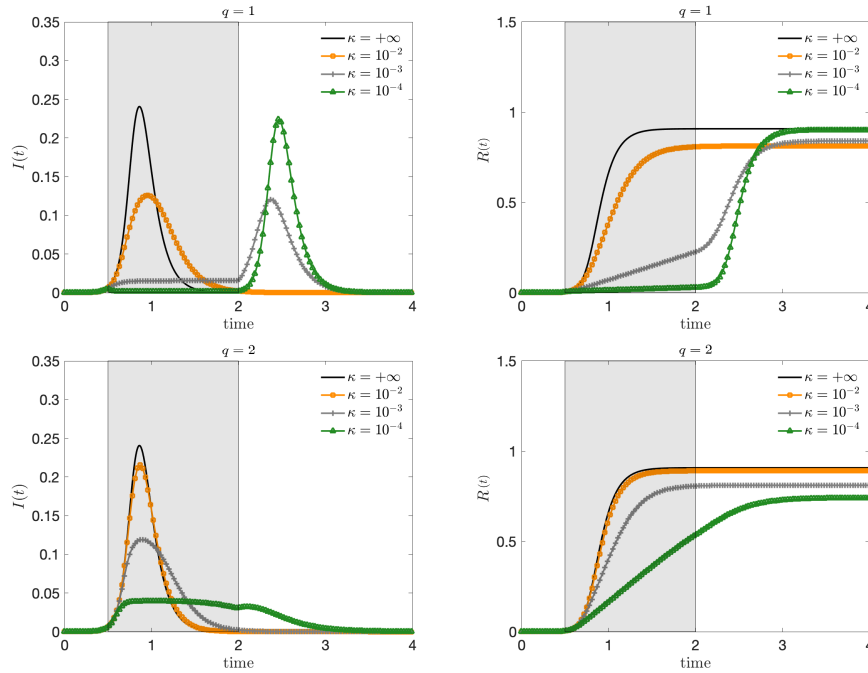 q = 1
0.35
0.3
0.25
0.2
0.15
0.1
0.05
0
I(t)
κ = +∞
κ = 10⁻²
κ = 10⁻³
κ = 10⁻⁴
0 1 2 3 4
time
q = 1
1.5
1
0.5
0
R(t)
κ = +∞
κ = 10⁻²
κ = 10⁻³
κ = 10⁻⁴
0 1 2 3 4
time
q = 2
0.35
0.3
0.25
0.2
0.15
0.1
0.05
0
I(t)
κ = +∞
κ = 10⁻²
κ = 10⁻³
κ = 10⁻⁴
0 1 2 3 4
time
q = 2
1.5
1
0.5
0
R(t)
κ = +∞
κ = 10⁻²
κ = 10⁻³
κ = 10⁻⁴
0 1 2 3 4
time